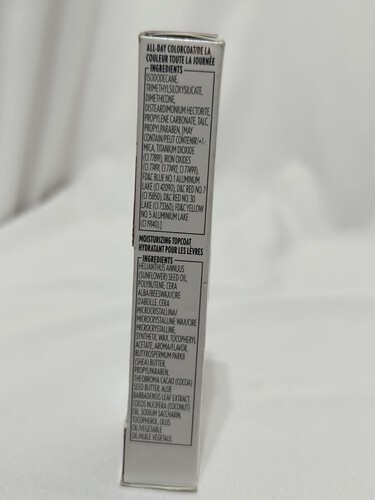 ALL-DAY COLORCOAT/DE LA
COULEUR TOUTE LA JOURNÉE
INGREDIENTS
ISODODECANE,
TRIMETHYLSILOXYSILICATE,
DIMETHICONE,
DISTEARDIMONIUM HECTORITE,
PROPYLENE CARBONATE, TALC,
PROPYLPARABEN, [MAY
CONTAIN/PEUT CONTENIR/+/-:
MICA, TITANIUM DIOXIDE
(CI 77891), IRON OXIDES
(CI 77491, CI 77492, CI 77499),
FD&C BLUE NO. 1 ALUMINUM
LAKE (CI 42090), D&C RED NO. 7
(CI 15850), D&C RED NO. 30
LAKE (CI 73360), FD&C YELLOW
NO. 5 ALUMINIUM LAKE
(CI 19140).]
MOISTURIZING TOPCOAT
HYDRATANT POUR LES LÈVRES
INGREDIENTS
HELIANTHUS ANNUUS
(SUNFLOWER) SEED OIL,
POLYBUTENE, CERA
ALBA/BEESWAX/CIRE
D'ABEILLE, CERA
MICROCRISTALLINA/
MICROCRYSTALLINE WAX/CIRE
MICROCRYSTALLINE,
SYNTHETIC WAX, TOCOPHERYL
ACETATE, AROMA/FLAVOR,
BUTYROSPERMUM PARKII
(SHEA) BUTTER,
PROPYLPARABEN,
THEOBROMA CACAO (COCOA)
SEED BUTTER, ALOE
BARBADENSIS LEAF EXTRACT,
COCOS NUCIFERA (COCONUT)
OIL, SODIUM SACCHARIN,
TOCOPHEROL, OLUS
OIL/VEGETABLE
OIL/HUILE VEGETALE